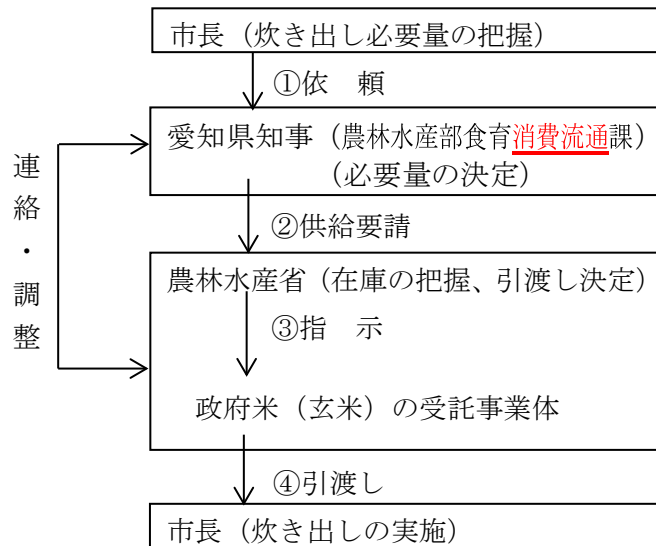 市長（炊き出し必要量の把握）
①依　頼
愛知県知事（農林水産部食育消費流通課）
（必要量の決定）
連絡・調整
②供給要請
農林水産省（在庫の把握、引渡し決定）
③指　示
政府米（玄米）の受託事業体
④引渡し
市長（炊き出しの実施）